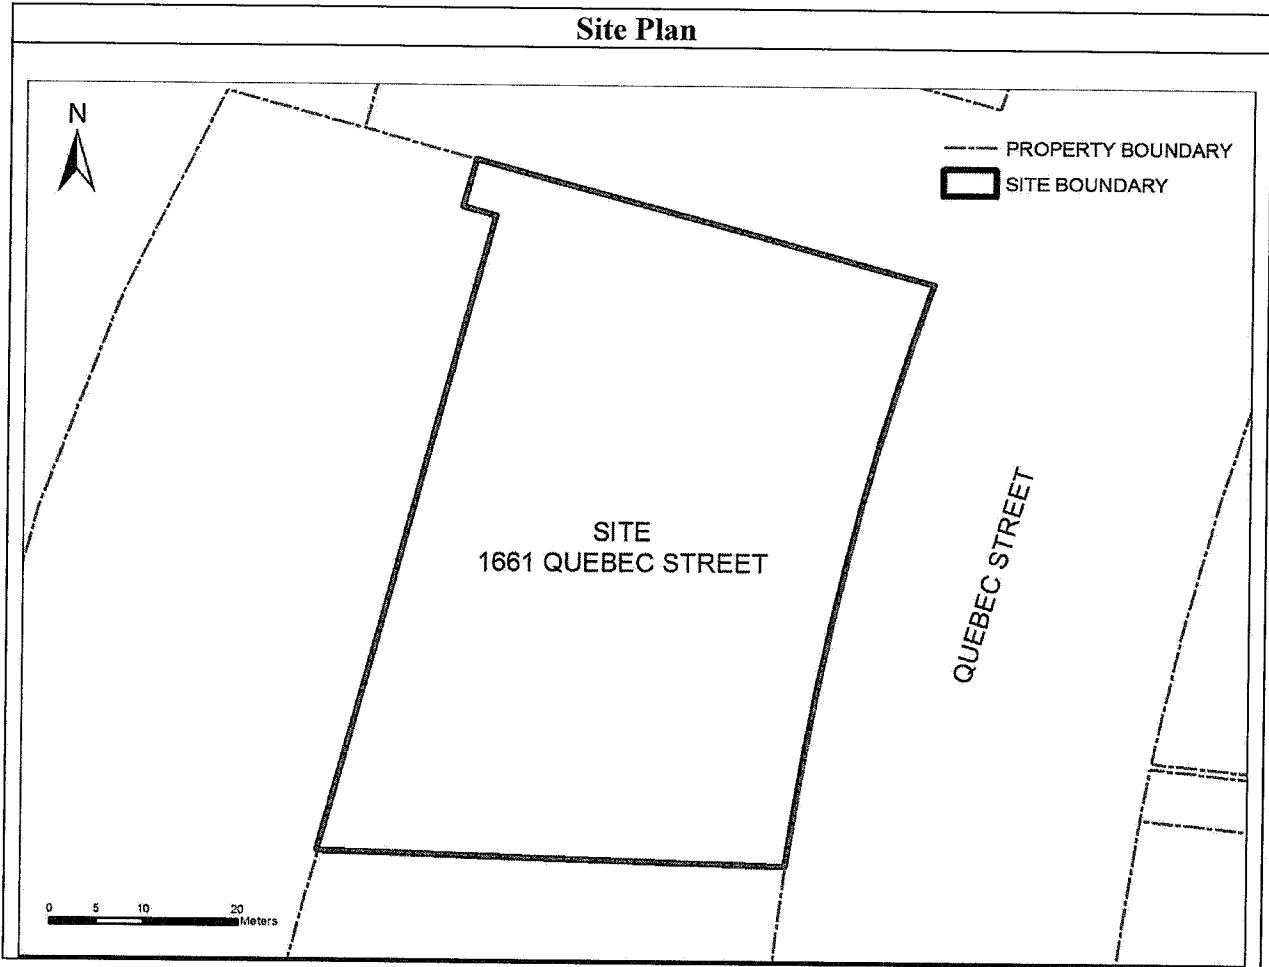 Site Plan
N
PROPERTY BOUNDARY
SITE BOUNDARY
SITE
1661 QUEBEC STREET
QUEBEC STREET
0 5 10 20
Meters